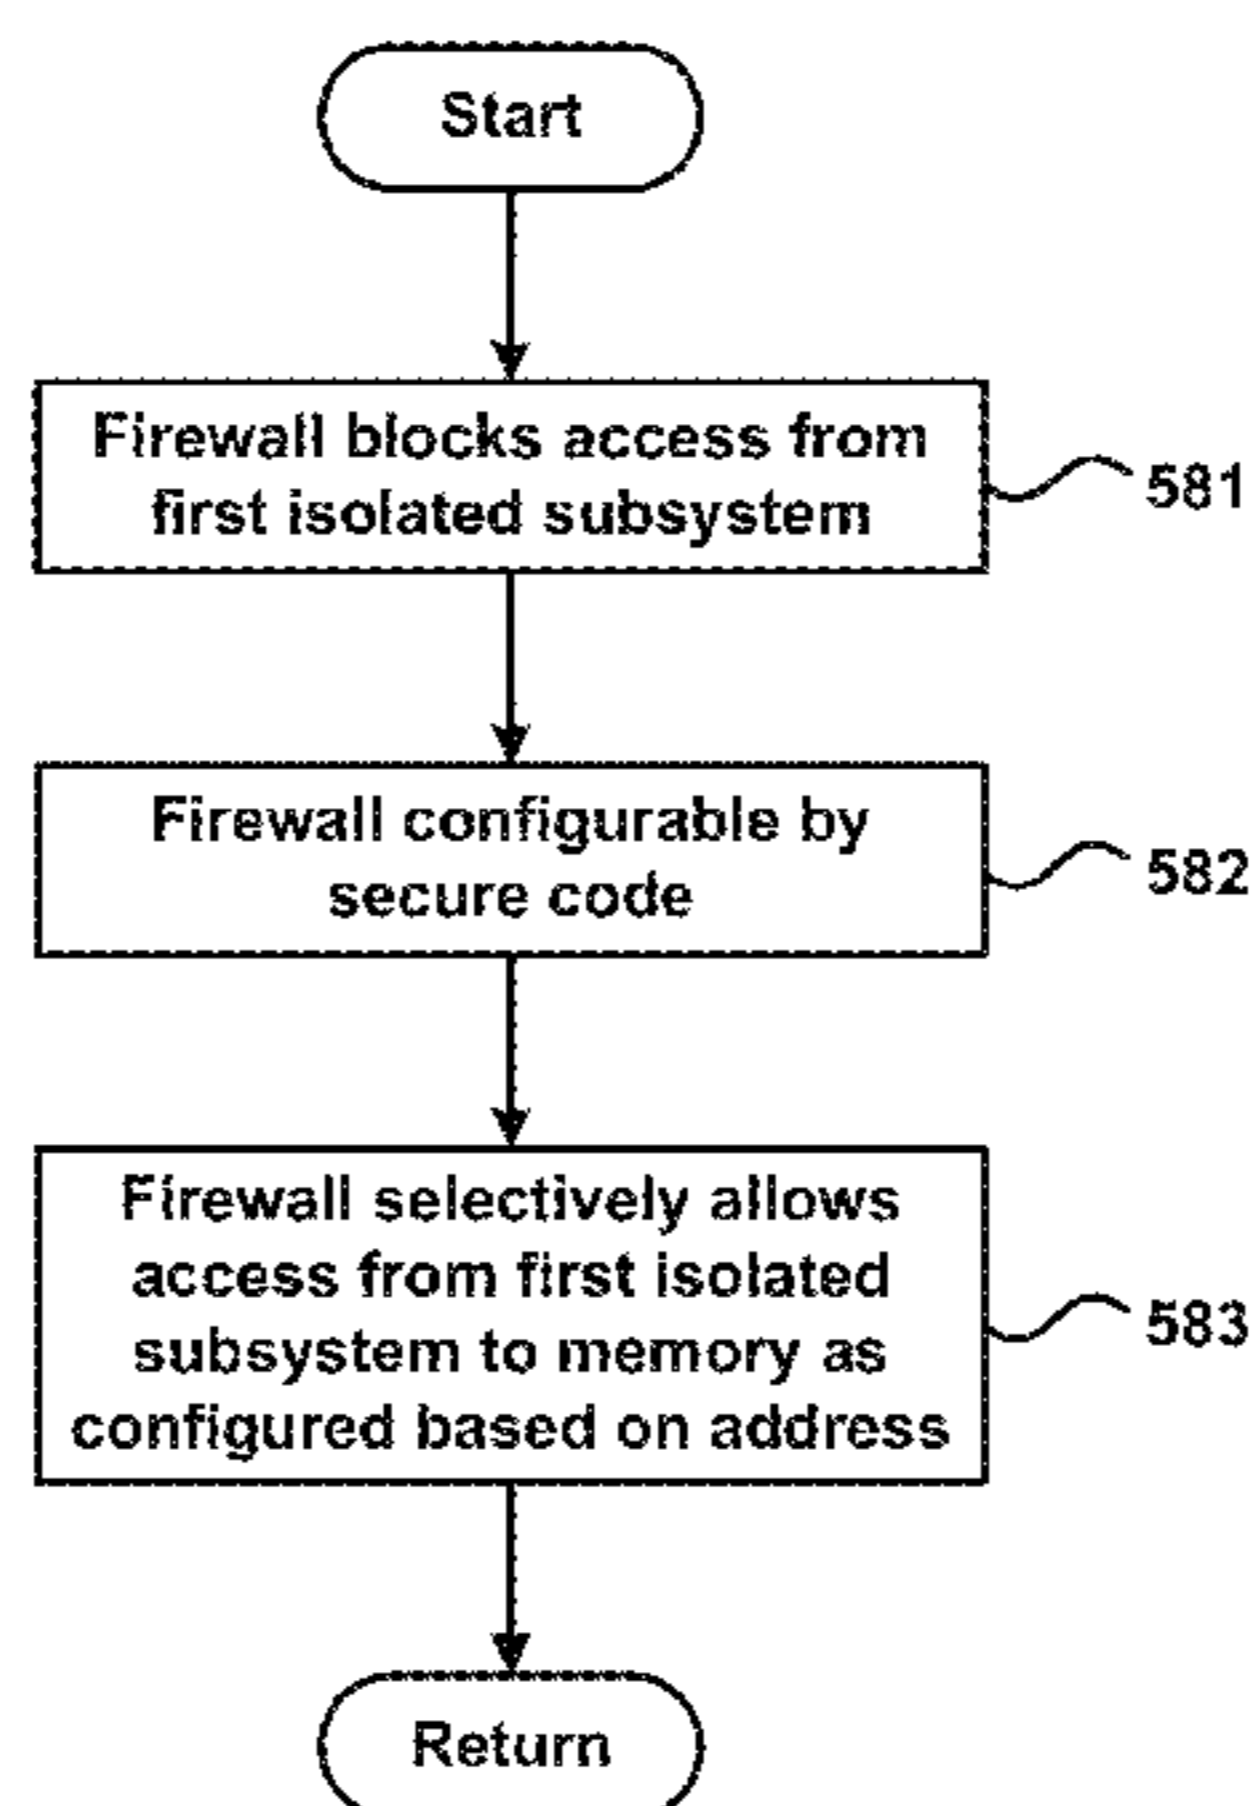 Start
Firewall blocks access from
first isolated subsystem
581
Firewall configurable by
secure code
582
Firewall selectively allows
access from first isolated
subsystem to memory as
configured based on address
583
Return